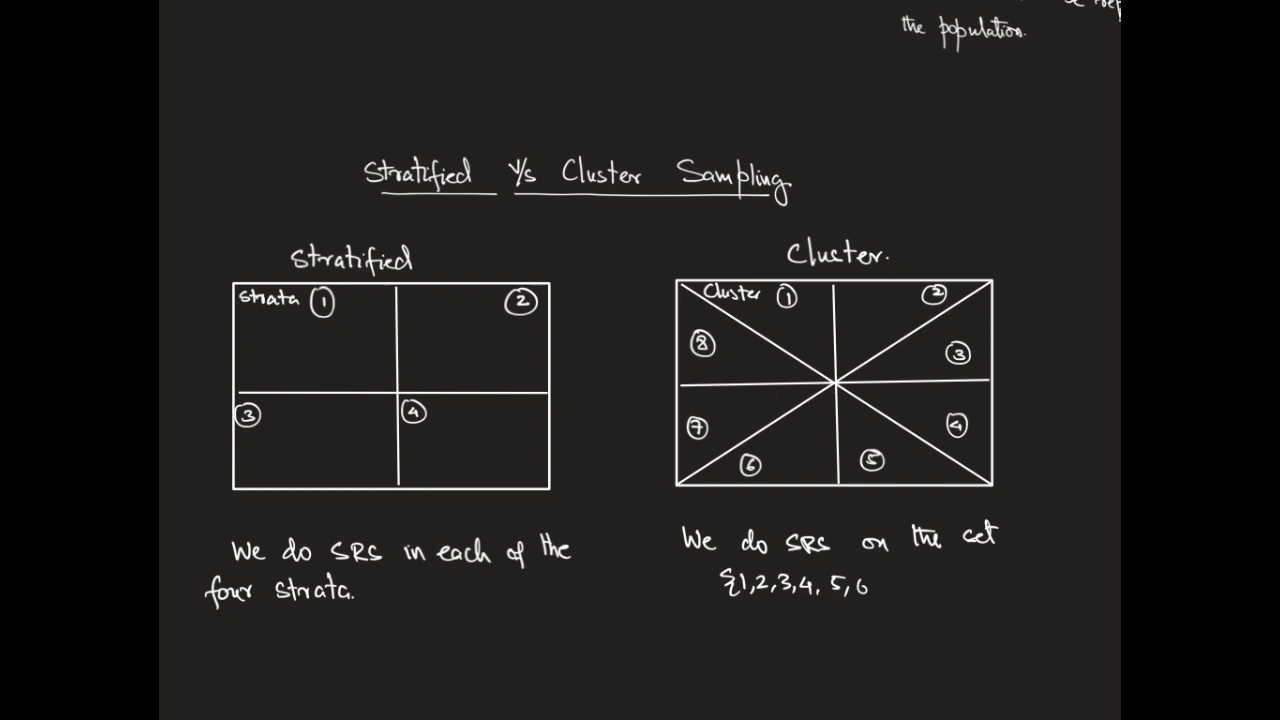 the population.
Stratified v/s Cluster Sampling
Stratified
Cluster.
Strata 1
2
3
4
Cluster 1
2
8
3
7
4
6
5
We do SRS in each of the
four strata.
We do SRS on the set
{1,2,3,4, 5, 6